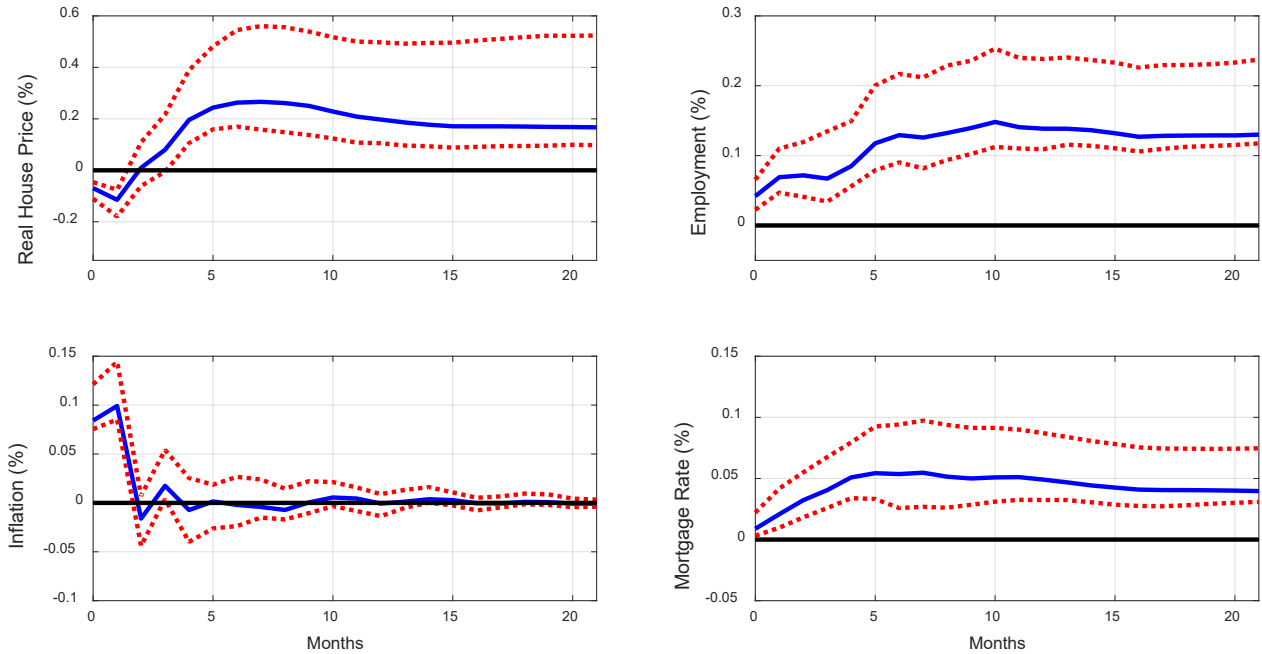 Real House Price (%)
0.6
0.4
0.2
0
-0.2
0 5 10 15 20
Employment (%)
0.3
0.2
0.1
0
0 5 10 15 20
Inflation (%)
0.15
0.1
0.05
0
-0.05
-0.1
0 5 10 15 20
Months
Mortgage Rate (%)
0.15
0.1
0.05
0
-0.05
0 5 10 15 20
Months